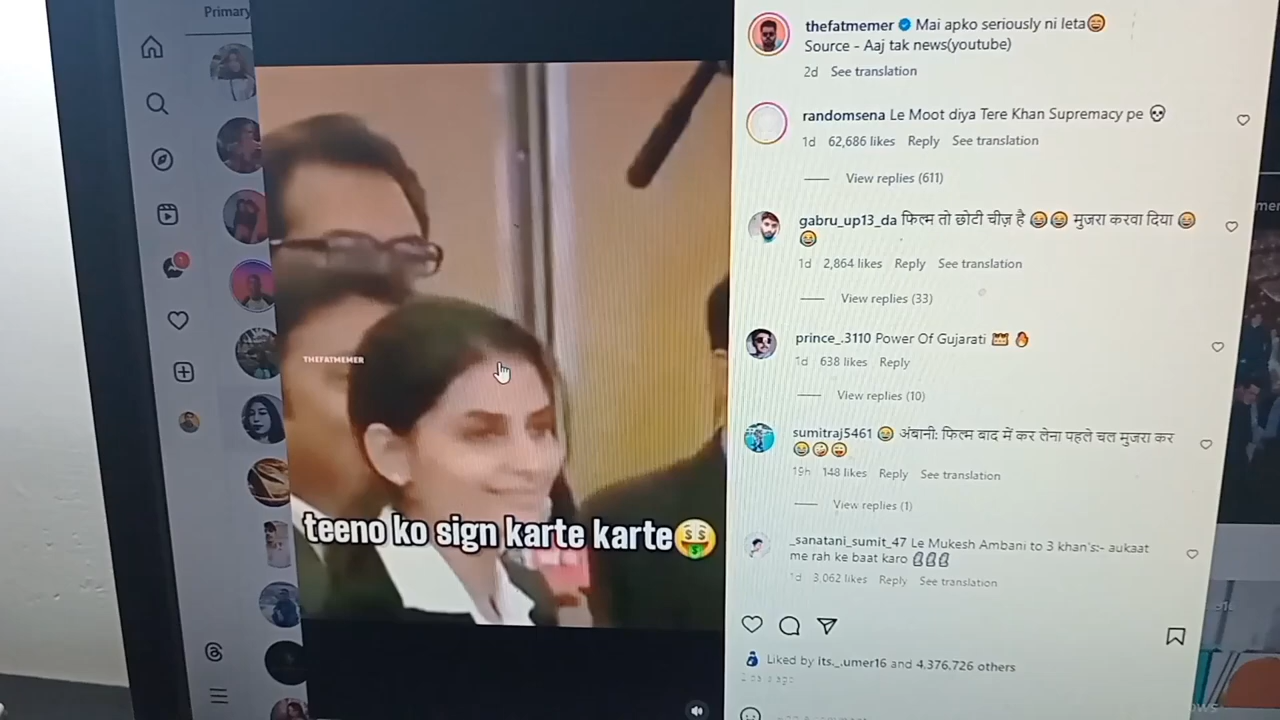 Primary
thefatmemer Mai apko seriously ni leta😄
Source - Aaj tak news(youtube)
2d See translation
randomsena Le Moot diya Tere Khan Supremacy pe 💀
1d 62,686 likes Reply See translation
View replies (611)
gabru_up13_da फिल्म तो छोटी चीज़ है 😂😂 मुजरा करवा दिया 😂
😂
1d 2,864 likes Reply See translation
View replies (33)
prince_.3110 Power Of Gujarati 👑 🔥
1d 638 likes Reply
View replies (10)
sumitraj5461 😂 अंबानी: फिल्म बाद में कर लेना पहले चल मुजरा कर
😂🤣😄
19h 148 likes Reply See translation
View replies (1)
_sanatani_sumit_47 Le Mukesh Ambani to 3 khan's:- aukaat
me rah ke baat karo
1d 3,062 likes Reply See translation
Liked by its._.umer16 and 4,376,726 others
THEFATMEMER
teeno ko sign karte karte🤑